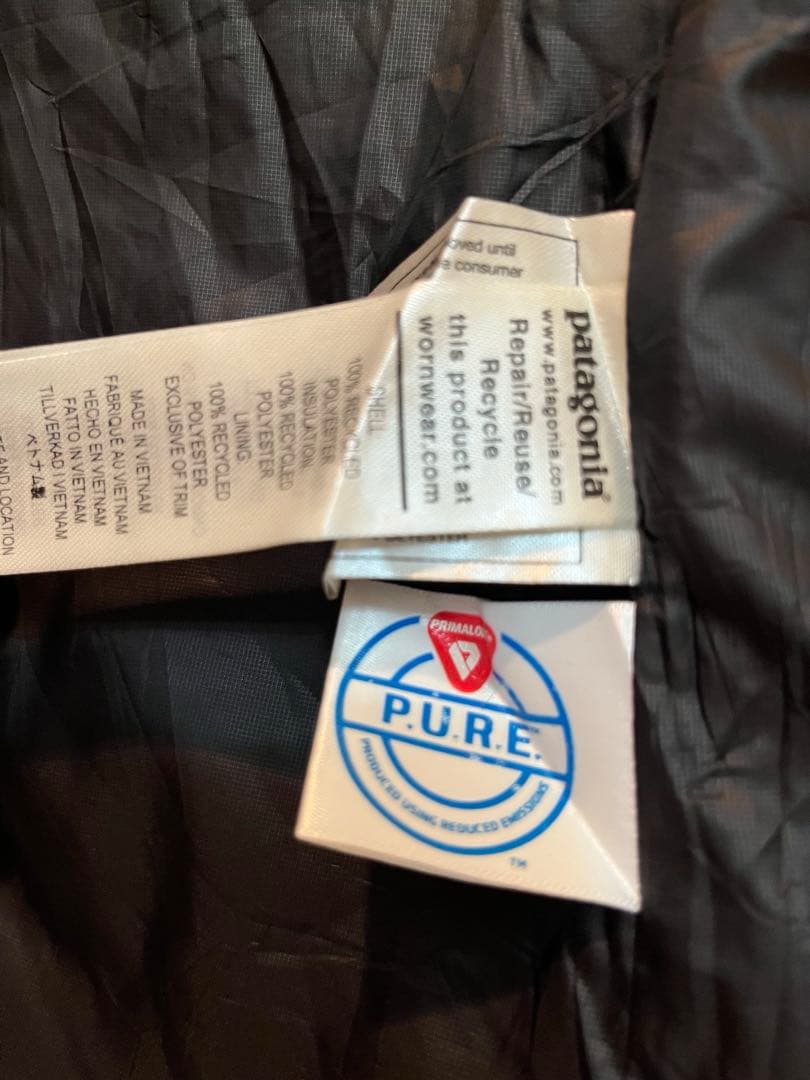 oved until
e consumer
patagonia®
www.patagonia.com
Repair/Reuse/
Recycle
this product at
wornwear.com
SHELL
100% RECYCLED
POLYESTER
INSULATION
100% RECYCLED
POLYESTER
LINING
100% RECYCLED
POLYESTER
EXCLUSIVE OF TRIM
MADE IN VIETNAM
FABRIQUÉ AU VIETNAM
HECHO EN VIETNAM
FATTO IN VIETNAM
TILLVERKAD I VIETNAM
ベトナム製
AND LOCATION
PRIMALOFT
P.U.R.E.
PRODUCED USING REDUCED EMISSIONS
TM